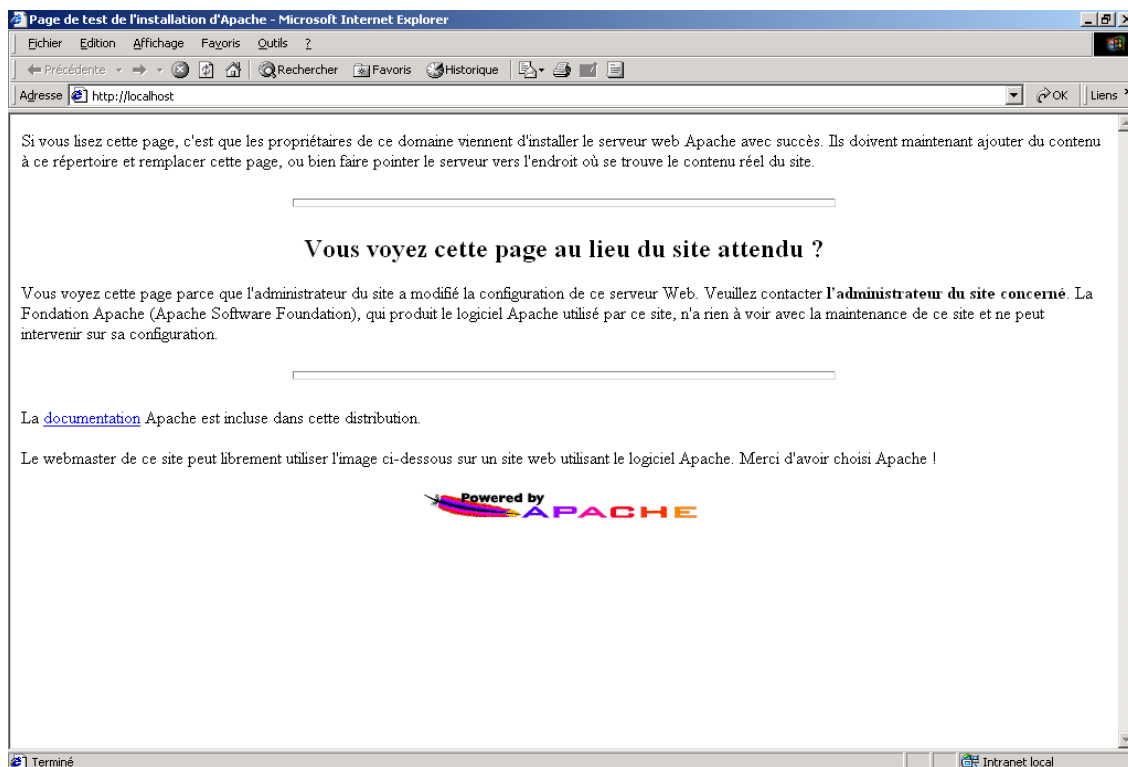 Page de test de l'installation d'Apache - Microsoft Internet Explorer
Fichier Edition Affichage Favoris Outils ?
Précédente Rechercher Favoris Historique
Adresse http://localhost OK Liens
Si vous lisez cette page, c'est que les propriétaires de ce domaine viennent d'installer le serveur web Apache avec succès. Ils doivent maintenant ajouter du contenu
à ce répertoire et remplacer cette page, ou bien faire pointer le serveur vers l'endroit où se trouve le contenu réel du site.
Vous voyez cette page au lieu du site attendu ?
Vous voyez cette page parce que l'administrateur du site a modifié la configuration de ce serveur Web. Veuillez contacter l'administrateur du site concerné. La
Fondation Apache (Apache Software Foundation), qui produit le logiciel Apache utilisé par ce site, n'a rien à voir avec la maintenance de ce site et ne peut
intervenir sur sa configuration.
La documentation Apache est incluse dans cette distribution.
Le webmaster de ce site peut librement utiliser l'image ci-dessous sur un site web utilisant le logiciel Apache. Merci d'avoir choisi Apache !
Powered by
APACHE
Terminé Intranet local